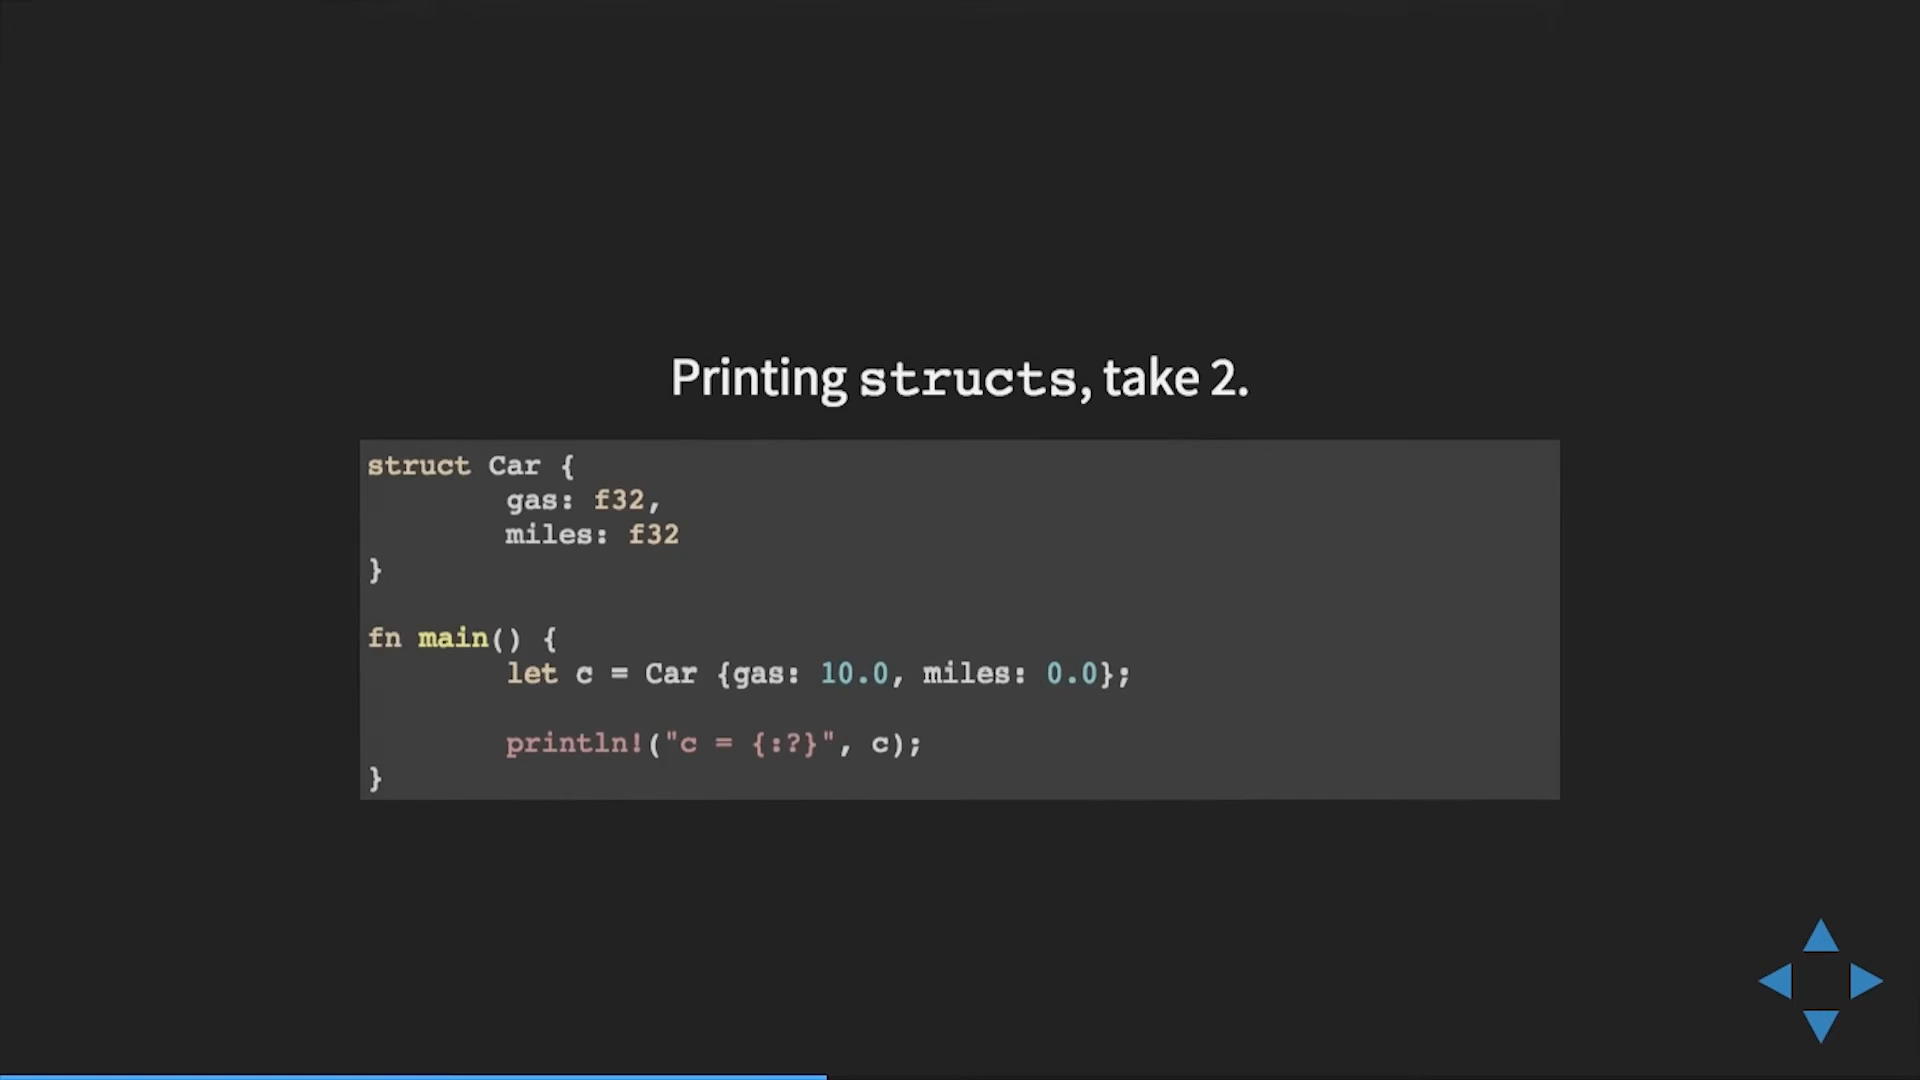 Printing structs, take 2.
struct Car {
        gas: f32,
        miles: f32
}
fn main() {
        let c = Car {gas: 10.0, miles: 0.0};
        println!("c = {:?}", c);
}